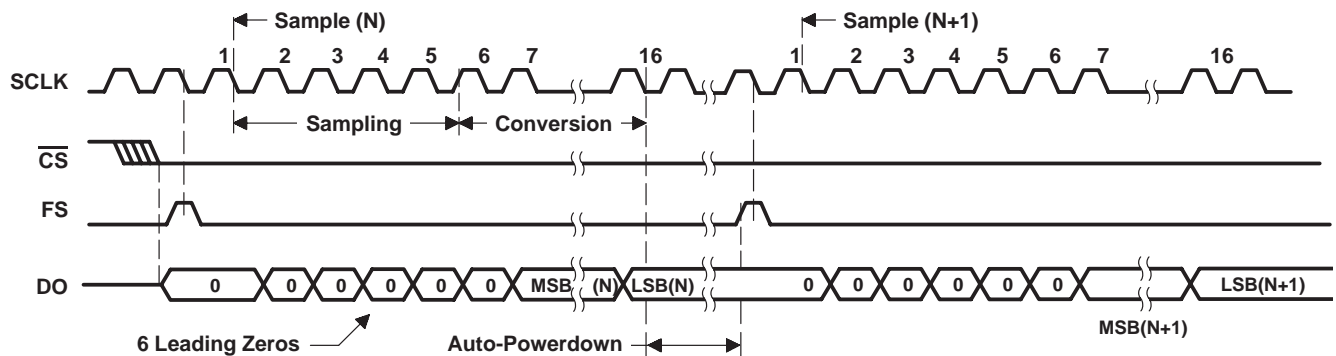 Sample (N)
Sample (N+1)
1 2 3 4 5 6 7 16 1 2 3 4 5 6 7 16
SCLK
Sampling Conversion
CS
FS
DO 0 0 0 0 0 0 MSB (N) LSB(N) 0 0 0 0 0 0 LSB(N+1)
MSB(N+1)
6 Leading Zeros Auto-Powerdown